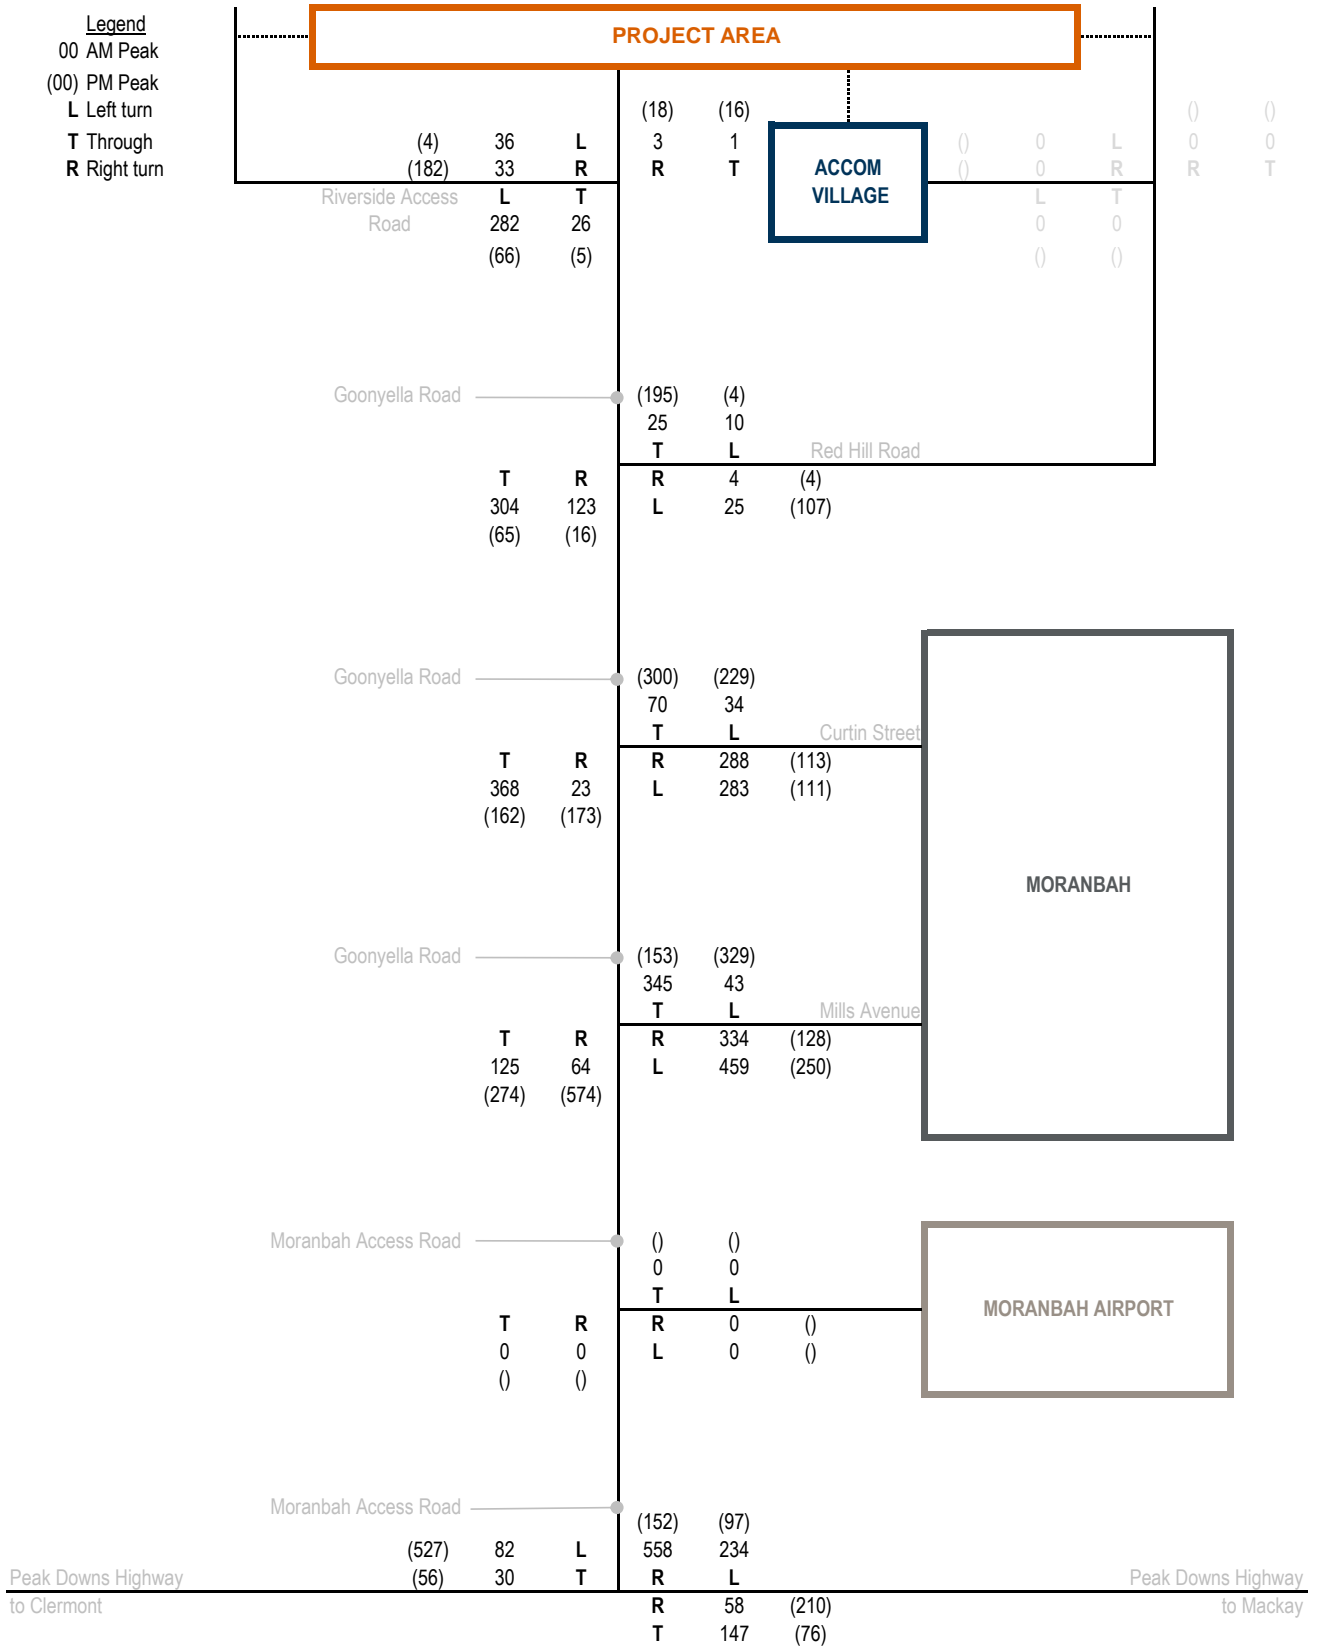 Legend
00 AM Peak
(00) PM Peak
L Left turn
T Through
R Right turn
PROJECT AREA
(18) (16) () ()
(4) 36 L 3 1 () 0 L 0 0
(182) 33 R R T () 0 R R T
ACCOM
VILLAGE
Riverside Access L T L T
Road 282 26 0 0
(66) (5) () ()
Goonyella Road (195) (4)
25 10
T L Red Hill Road
T R R 4 (4)
304 123 L 25 (107)
(65) (16)
Goonyella Road (300) (229)
70 34
T L Curtin Street
T R R 288 (113)
368 23 L 283 (111)
(162) (173)
MORANBAH
Goonyella Road (153) (329)
345 43
T L Mills Avenue
T R R 334 (128)
125 64 L 459 (250)
(274) (574)
Moranbah Access Road () ()
0 0
T L
MORANBAH AIRPORT
T R R 0 ()
0 0 L 0 ()
() ()
Moranbah Access Road
(152) (97)
(527) 82 L 558 234
Peak Downs Highway (56) 30 T R L Peak Downs Highway
to Clermont R 58 (210) to Mackay
T 147 (76)